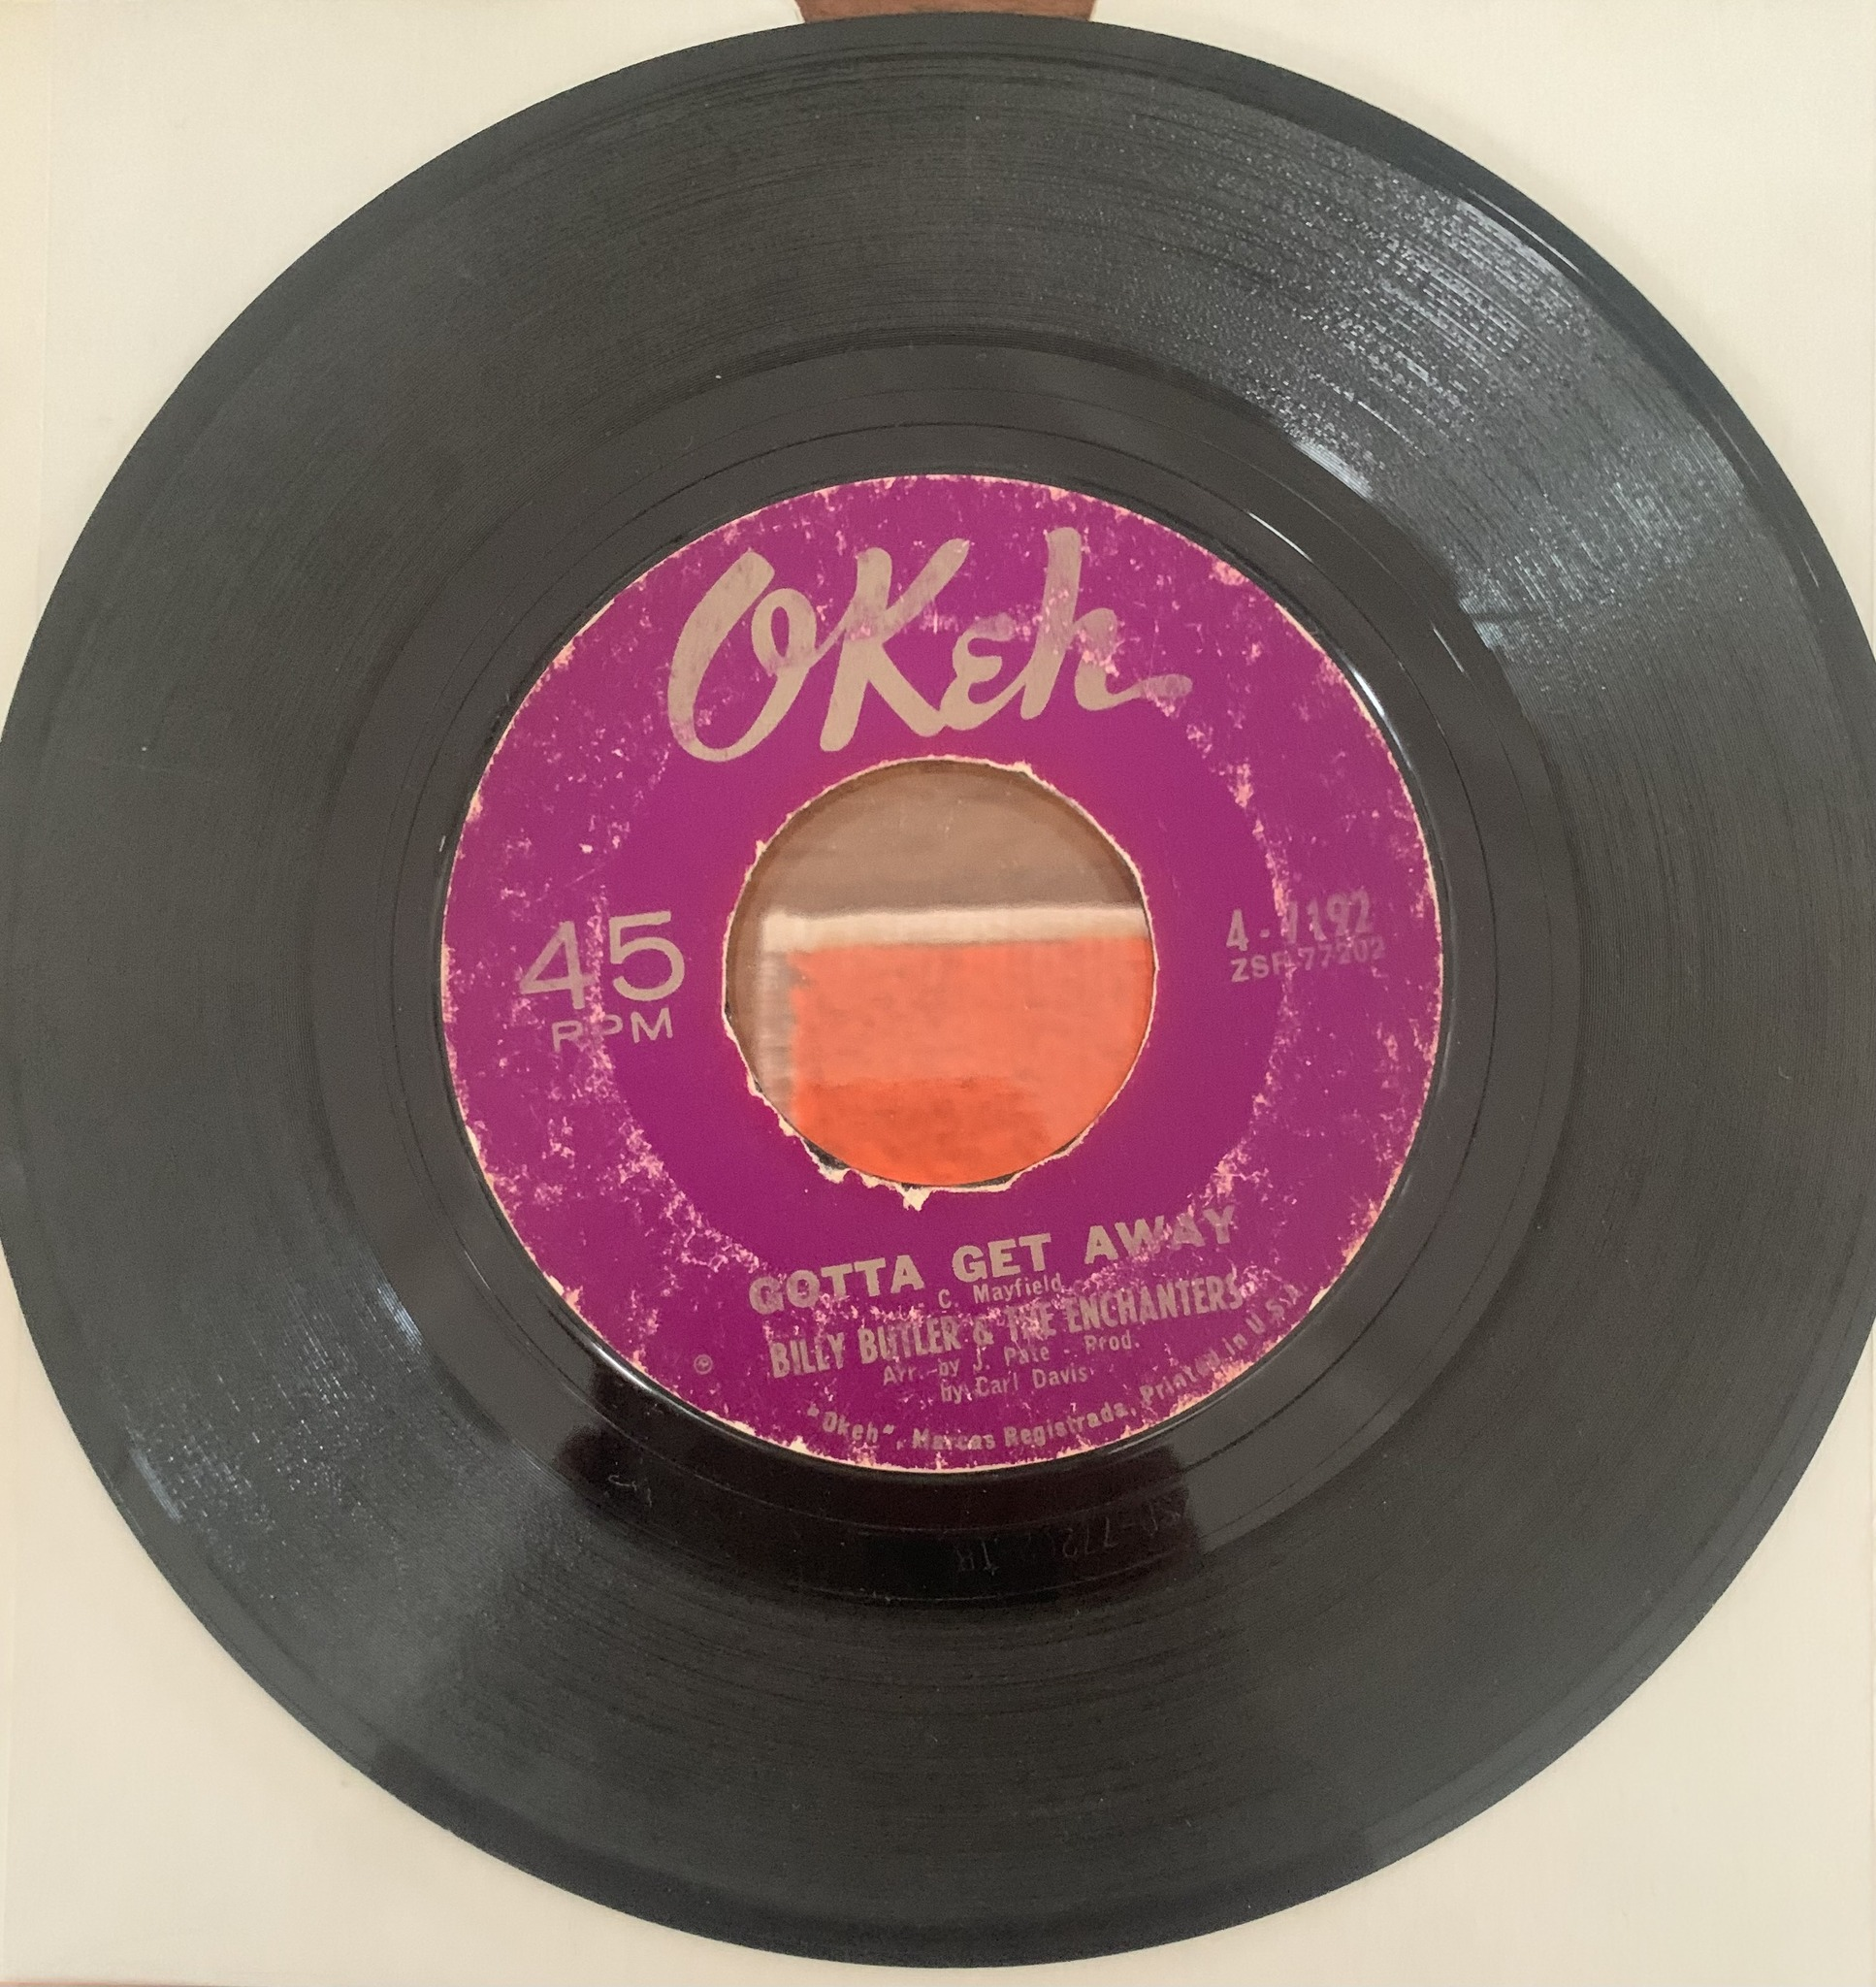 OKeh
45
RPM
4-7192
ZSP 77202
GOTTA GET AWAY
C. Mayfield
BILLY BUTLER & THE ENCHANTERS
Arr.-by J. Pate - Prod.
by Carl Davis
"Okeh", Marcas Registrada, Printed in U.S.A.